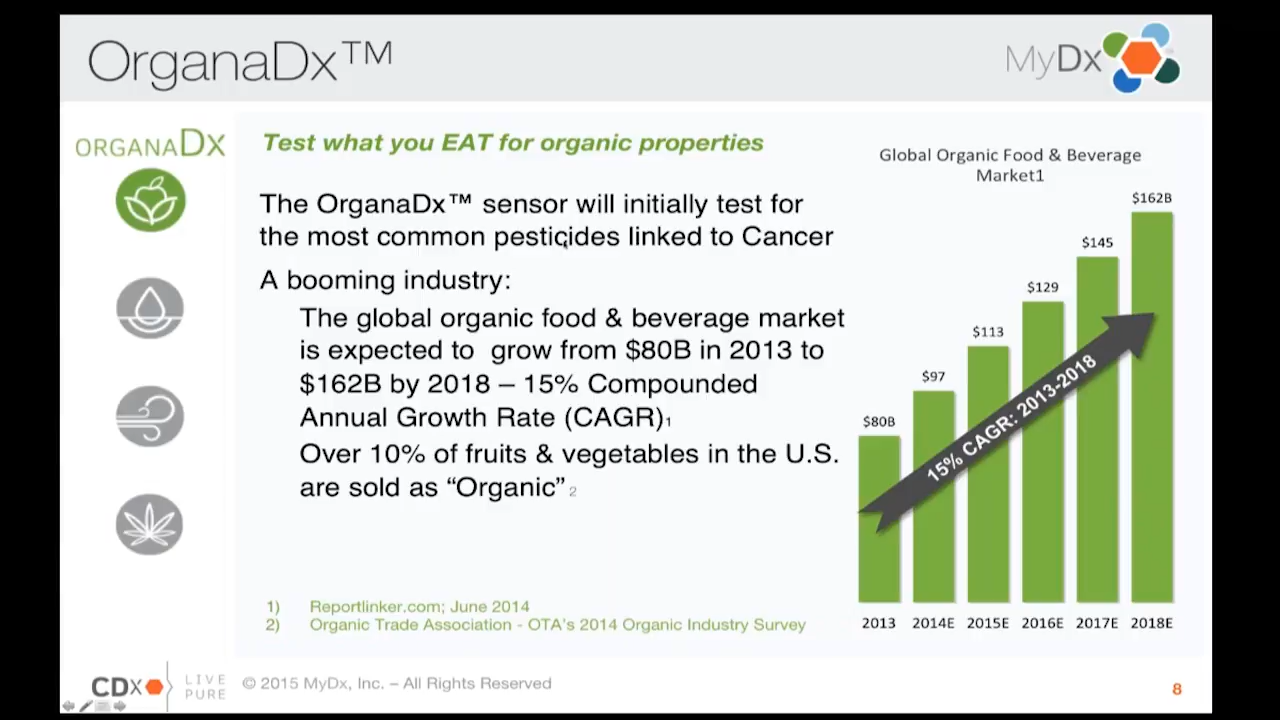 OrganaDx™
MyDx
ORGANADX
Test what you EAT for organic properties
The OrganaDx™ sensor will initially test for
the most common pesticides linked to Cancer
A booming industry:
The global organic food & beverage market
is expected to grow from $80B in 2013 to
$162B by 2018 – 15% Compounded
Annual Growth Rate (CAGR)1
Over 10% of fruits & vegetables in the U.S.
are sold as “Organic” 2
1) Reportlinker.com; June 2014
2) Organic Trade Association - OTA's 2014 Organic Industry Survey
Global Organic Food & Beverage
Market1
$80B
$97
$113
$129
$145
$162B
15% CAGR: 2013-2018
2013 2014E 2015E 2016E 2017E 2018E
CDx
LIVE
PURE
© 2015 MyDx, Inc. – All Rights Reserved
8